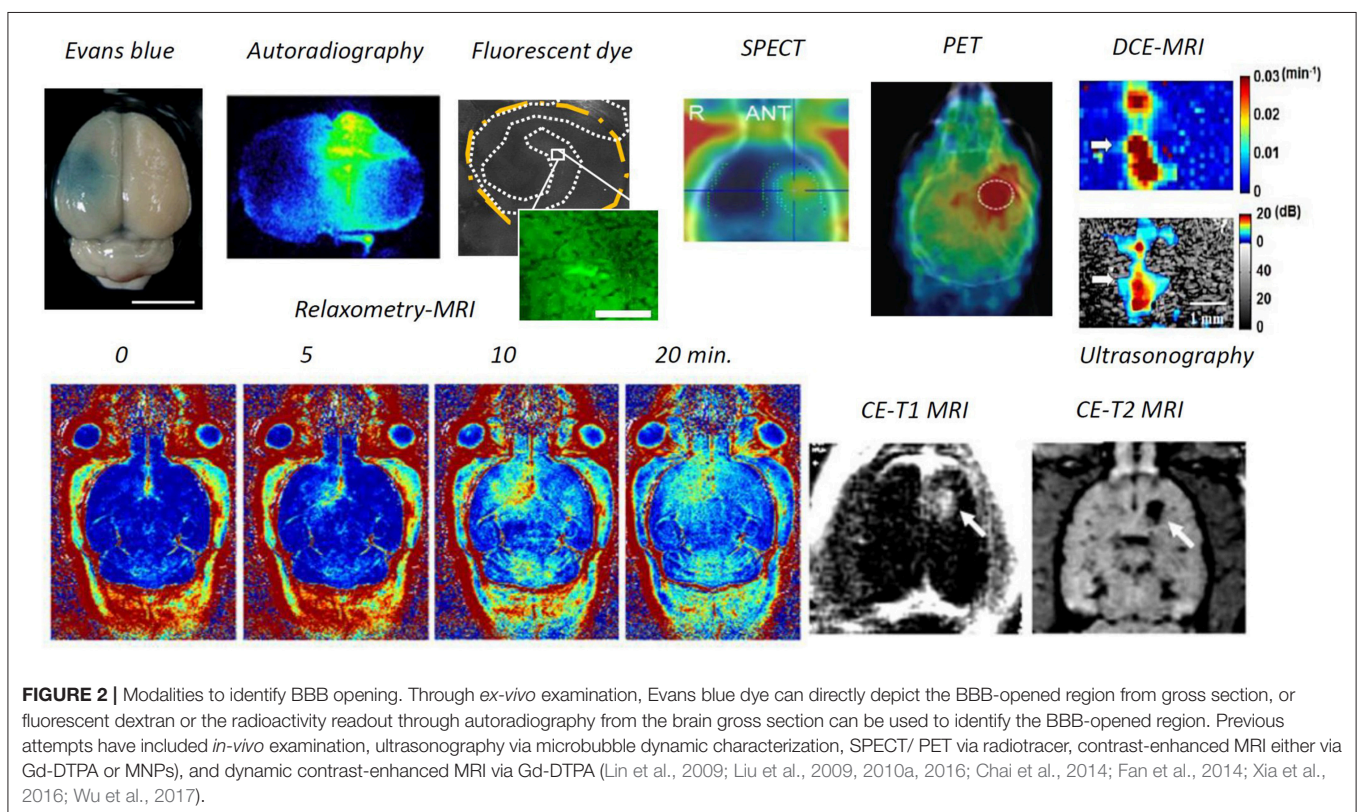 Evans blue
Autoradiography
Fluorescent dye
SPECT
PET
DCE-MRI
R
ANT
0.03 (min-1)
0.02
0.01
0
20 (dB)
0
20
0
1 mm
Ultrasonography
Relaxometry-MRI
0
5
10
20 min.
CE-T1 MRI
CE-T2 MRI
FIGURE 2 | Modalities to identify BBB opening. Through ex-vivo examination, Evans blue dye can directly depict the BBB-opened region from gross section, or
fluorescent dextran or the radioactivity readout through autoradiography from the brain gross section can be used to identify the BBB-opened region. Previous
attempts have included in-vivo examination, ultrasonography via microbubble dynamic characterization, SPECT/ PET via radiotracer, contrast-enhanced MRI either via
Gd-DTPA or MNPs), and dynamic contrast-enhanced MRI via Gd-DTPA (Lin et al., 2009; Liu et al., 2009, 2010a, 2016; Chai et al., 2014; Fan et al., 2014; Xia et al.,
2016; Wu et al., 2017).